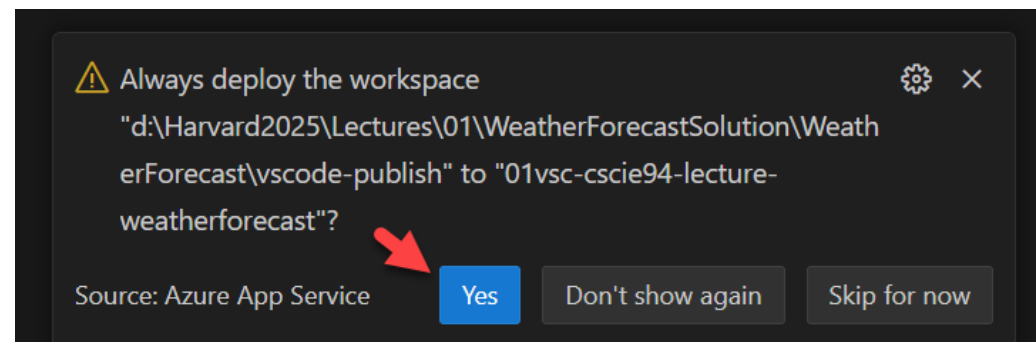 Always deploy the workspace
"d:\Harvard2025\Lectures\01\WeatherForecastSolution\Weath
erForecast\vscode-publish" to "01vsc-cscie94-lecture-
weatherforecast"?
Source: Azure App Service Yes Don't show again Skip for now